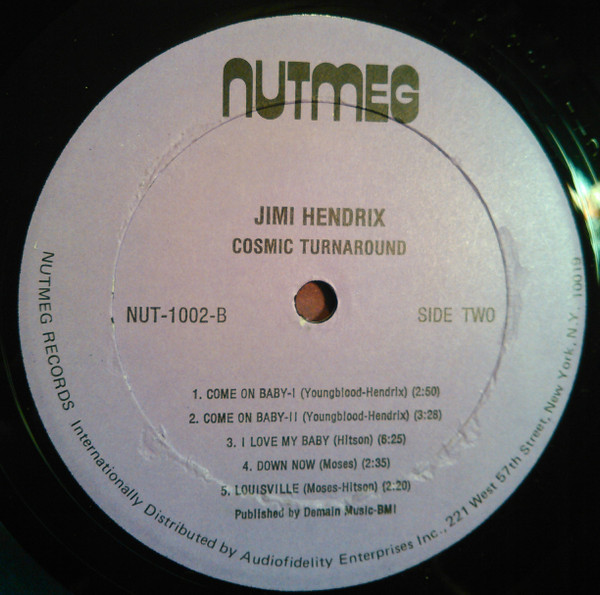 NUTMEG
JIMI HENDRIX
COSMIC TURNAROUND
NUT-1002-B
SIDE TWO
1. COME ON BABY-I (Youngblood-Hendrix) (2:50)
2. COME ON BABY-II (Youngblood-Hendrix) (3:26)
3. I LOVE MY BABY (Hitson) (6:25)
4. DOWN NOW (Moses) (2:35)
5. LOUISVILLE (Moses-Hitson) (2:20)
Published by Demain Music-BMI
NUTMEG RECORDS Internationally Distributed by Audiofidelity Enterprises Inc., 221 West 57th Street, New York, N.Y. 10019